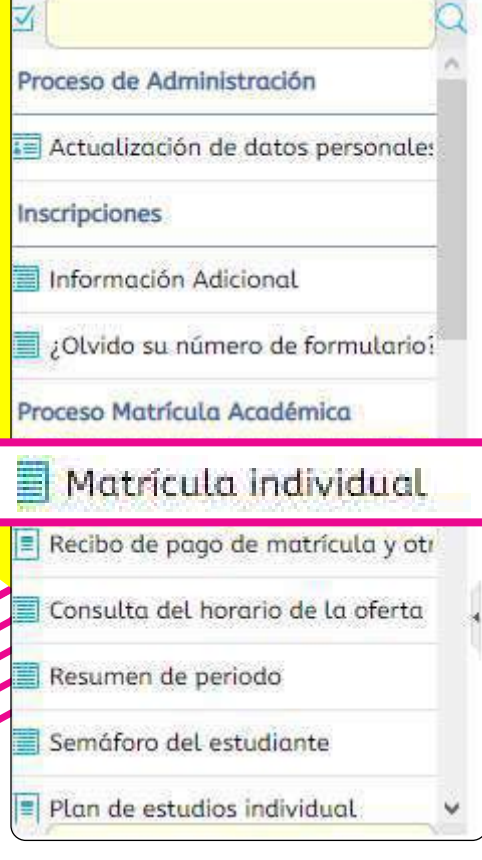 Proceso de Administración
Actualización de datos personales
Inscripciones
Información Adicional
¿Olvido su número de formulario?
Proceso Matrícula Académica
Matrícula individual
Recibo de pago de matrícula y otr
Consulta del horario de la oferta
Resumen de periodo
Semáforo del estudiante
Plan de estudios individual